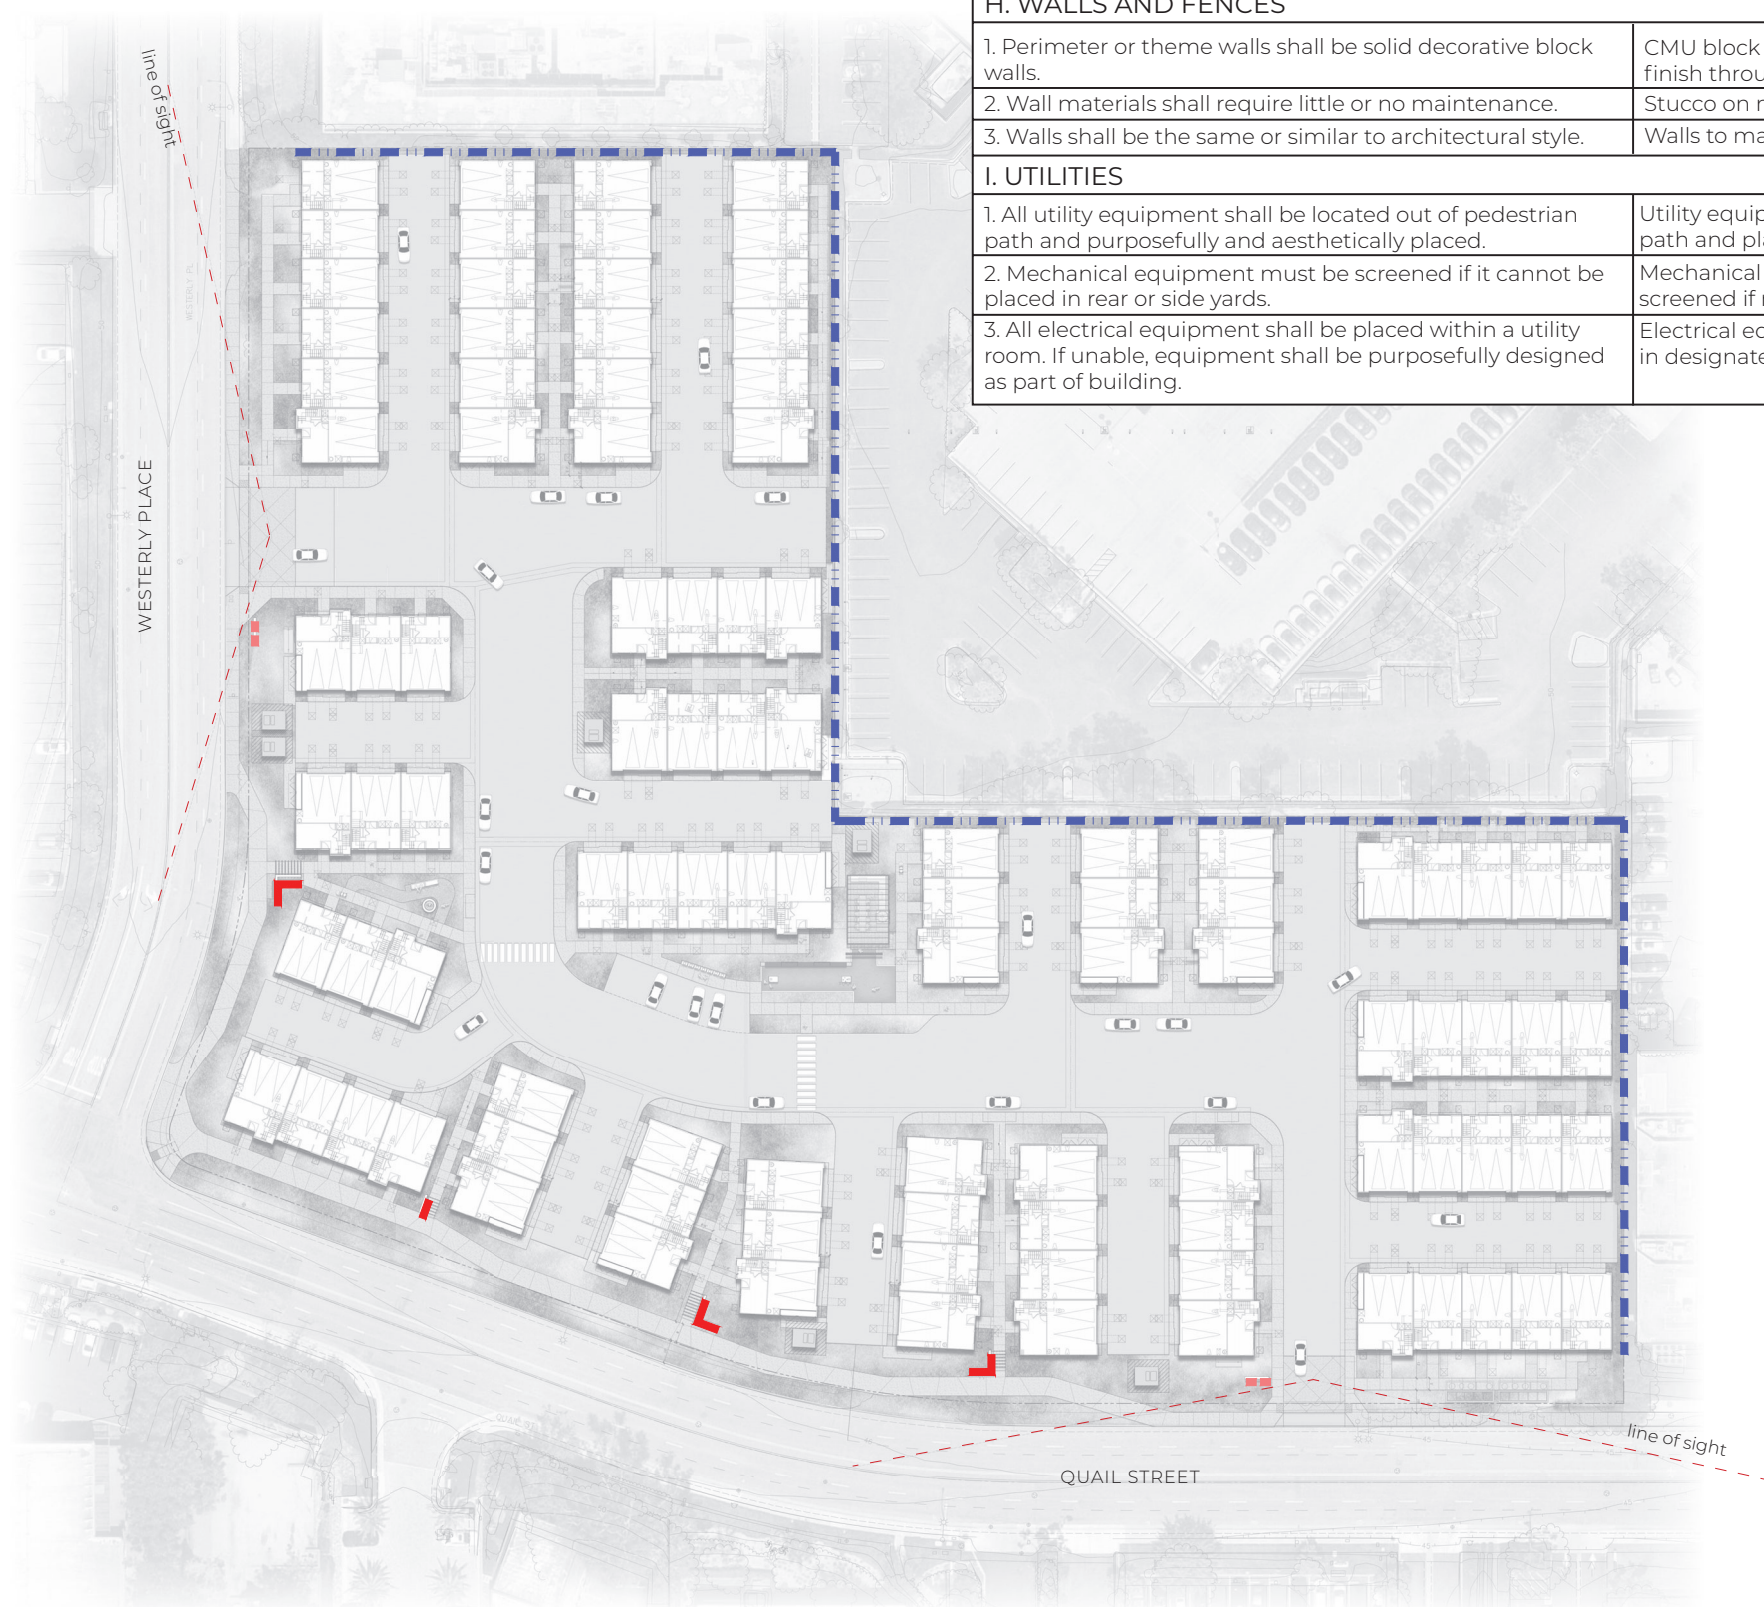 H. WALLS AND FENCES
1. Perimeter or theme walls shall be solid decorative block
walls.
CMU block
finish
2. Wall materials shall require little or no maintenance.
Stucco on
3. Walls shall be the same or similar to architectural style.
Walls to
I. UTILITIES
1. All utility equipment shall be located out of pedestrian
path and purposefully and aesthetically placed.
Utility
path and
2. Mechanical equipment must be screened if it cannot be
placed in rear or side yards.
Mechanical
screened if
3. All electrical equipment shall be placed within a utility
room. If unable, equipment shall be purposefully designed
as part of building.
Electrical
in
line of sight
WESTERLY PL.
WESTERLY PLACE
line of sight
QUAIL STREET